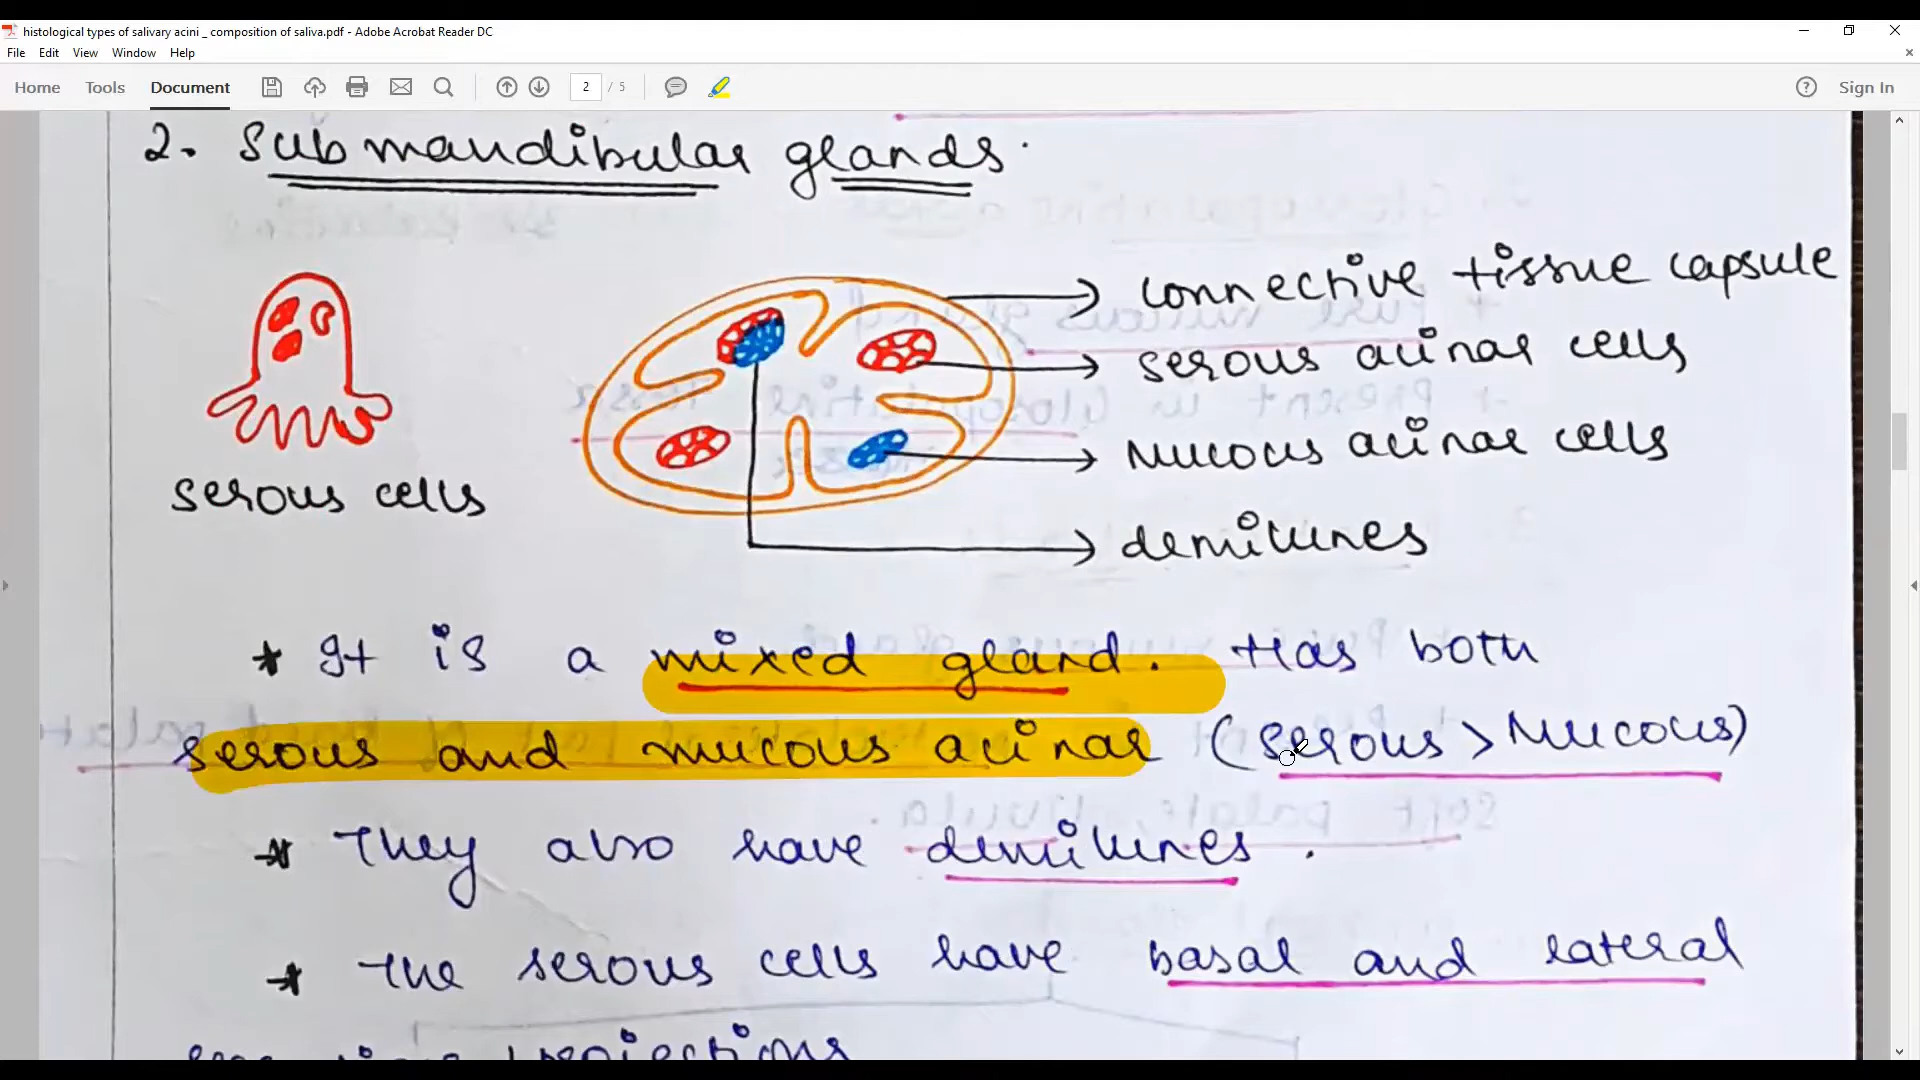 histological types of salivary acini _ composition of saliva.pdf - Adobe Acrobat Reader DC
File Edit View Window Help
Home Tools Document 2 / 5 Sign In
2. Submandibular glands.
connective tissue capsule
serous acinar cells
Mucous acinar cells
serous cells
demilunes
* It is a mixed gland. Has both
serous and mucous acinar (serous > Mucous)
* They also have demilunes.
* The serous cells have basal and lateral
projections